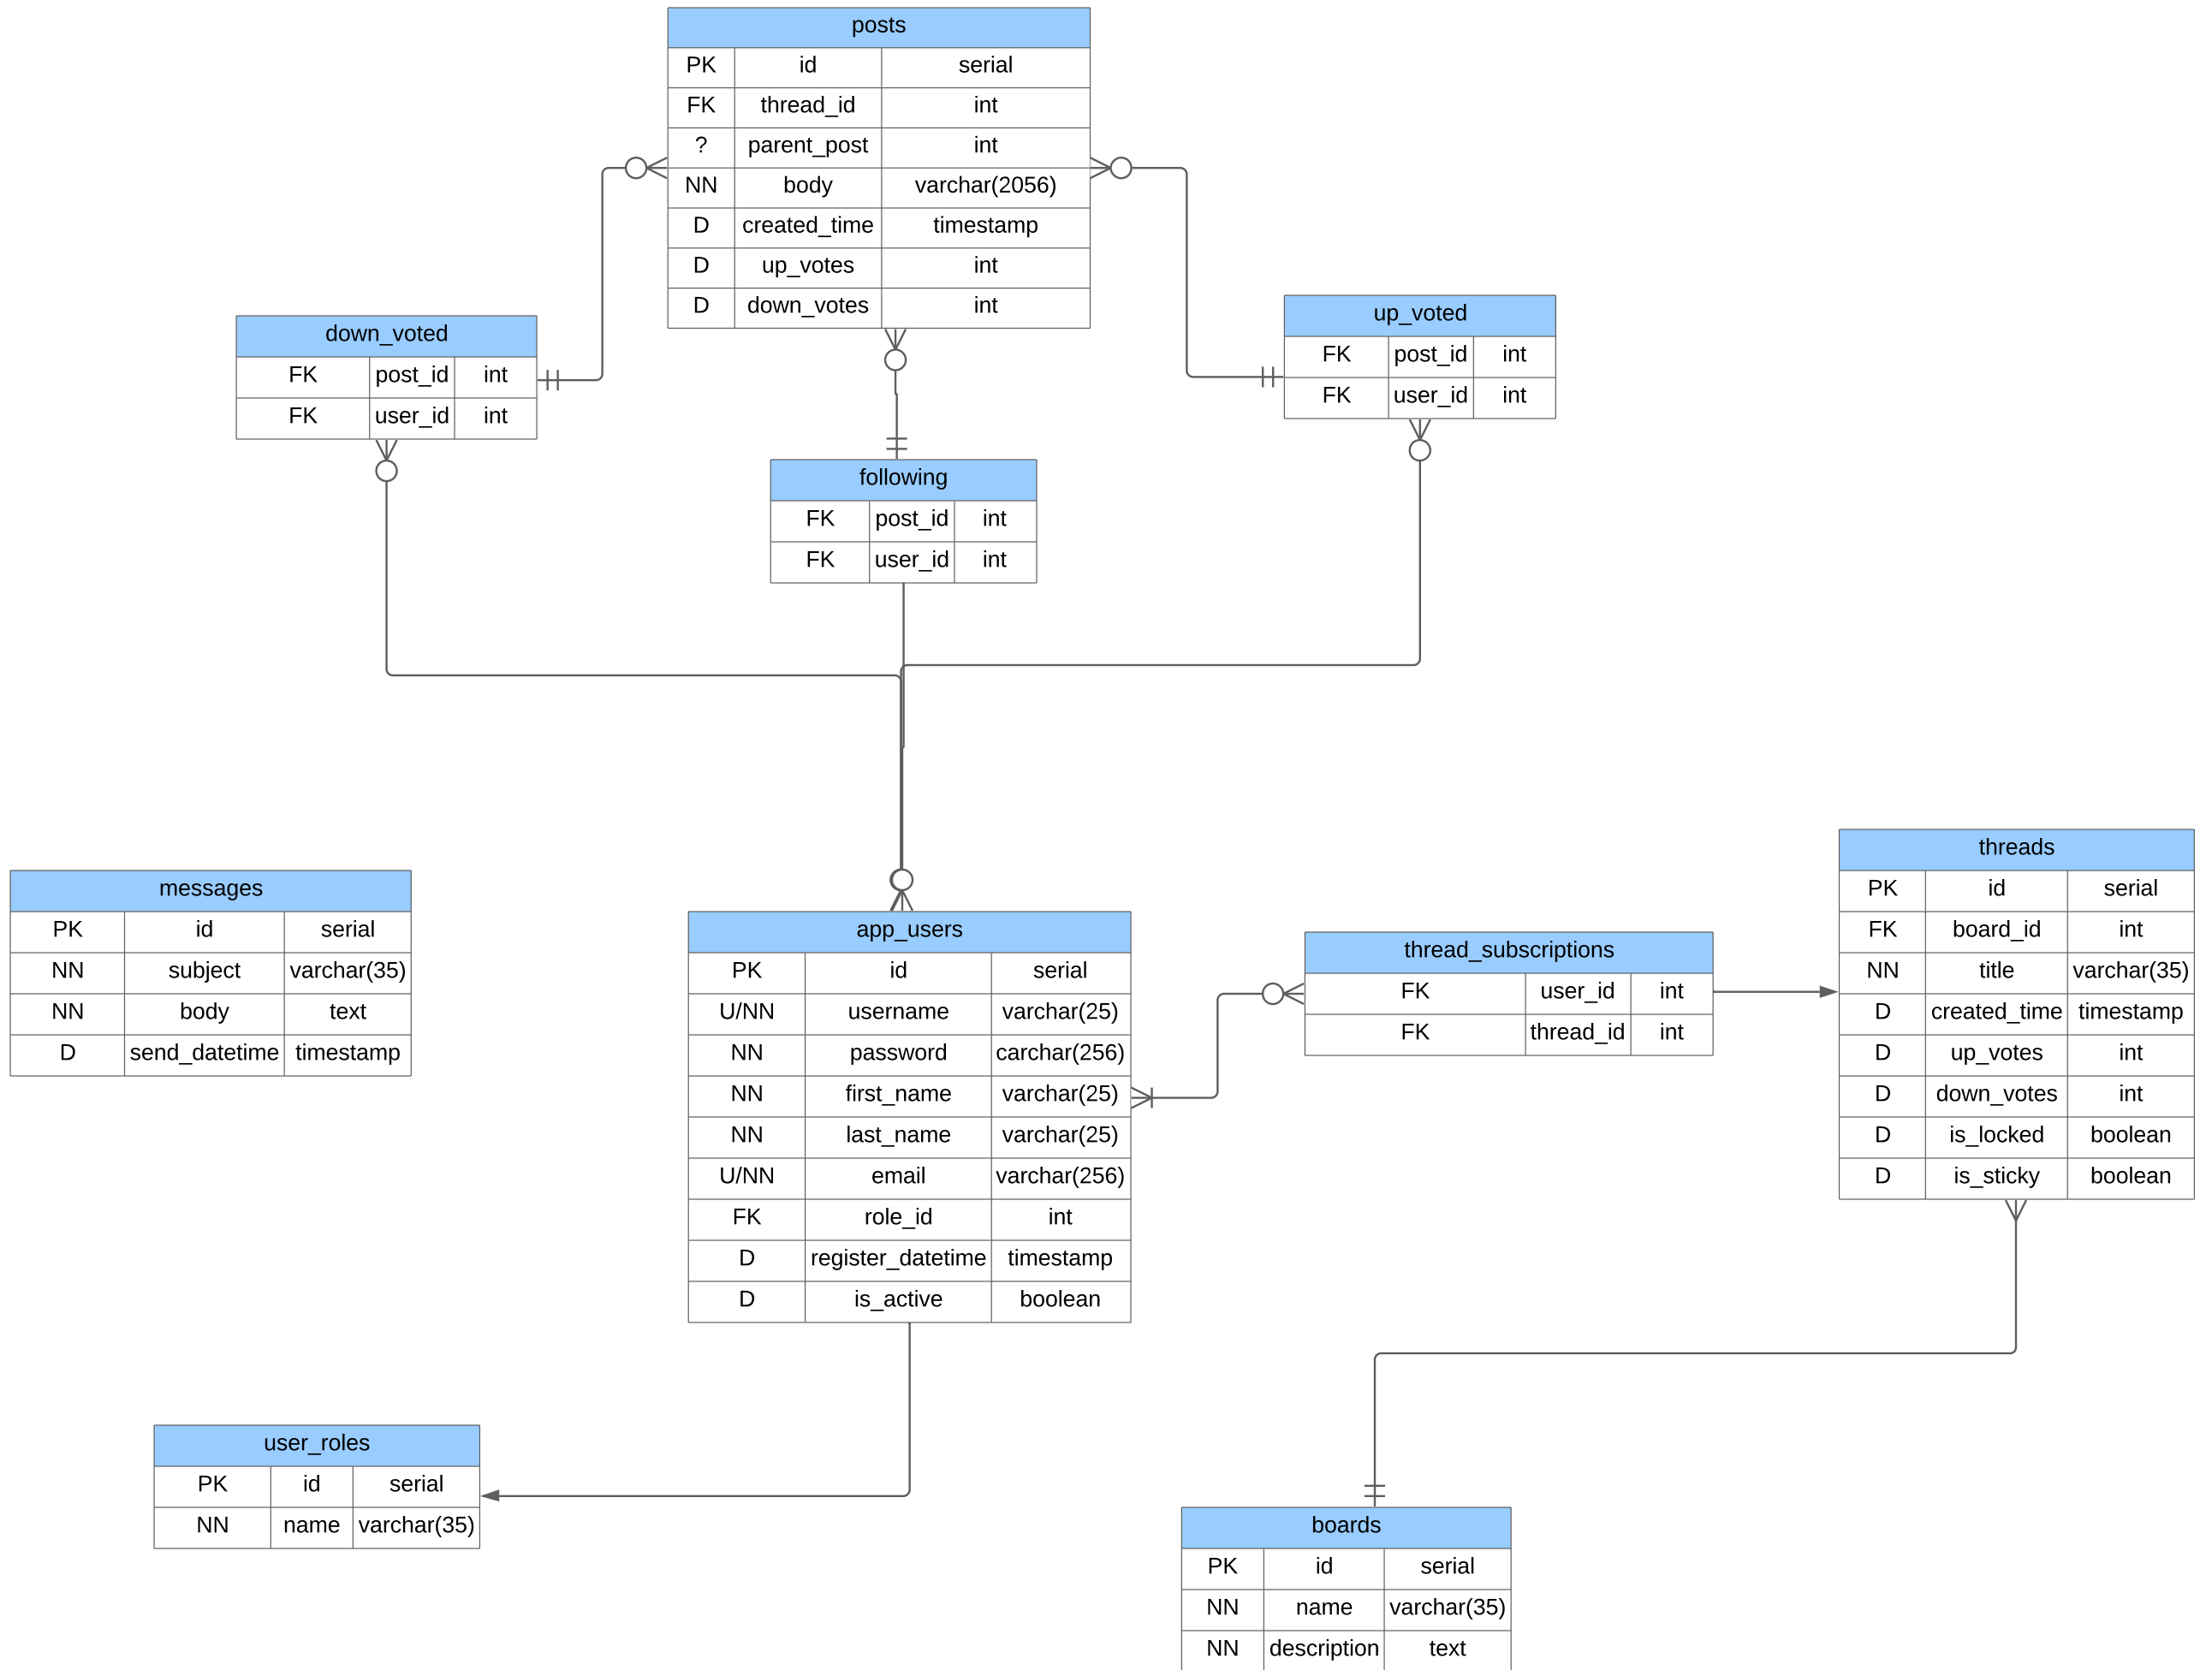 posts
PK id serial
FK thread_id int
? parent_post int
NN body varchar(2056)
D created_time timestamp
D up_votes int
D down_votes int
down_voted
FK post_id int
FK user_id int
up_voted
FK post_id int
FK user_id int
following
FK post_id int
FK user_id int
messages
PK id serial
NN subject varchar(35)
NN body text
D send_datetime timestamp
app_users
PK id serial
U/NN username varchar(25)
NN password carchar(256)
NN first_name varchar(25)
NN last_name varchar(25)
U/NN email varchar(256)
FK role_id int
D register_datetime timestamp
D is_active boolean
thread_subscriptions
FK user_id int
FK thread_id int
threads
PK id serial
FK board_id int
NN title varchar(35)
D created_time timestamp
D up_votes int
D down_votes int
D is_locked boolean
D is_sticky boolean
user_roles
PK id serial
NN name varchar(35)
boards
PK id serial
NN name varchar(35)
NN description text